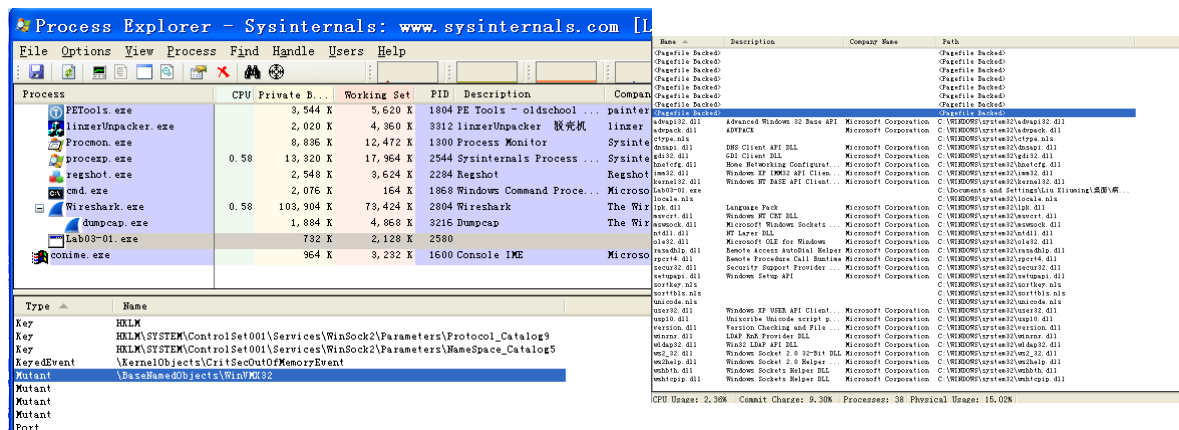 Process Explorer - Sysinternals: www.sysinternals.com [L
File Options View Process Find Handle Users Help
Process CPU Private B... Working Set PID Description Compan
PETools.exe 3,544 K 5,620 K 1804 PE Tools - oldschool ... painter
linzerUnpacker.exe 2,020 K 4,360 K 3312 linzerUnpacker 脱壳机 linzer
Procmon.exe 8,836 K 12,472 K 1300 Process Monitor Sysinte
procexp.exe 0.58 13,320 K 17,964 K 2544 Sysinternals Process ... Sysinte
regshot.exe 2,548 K 3,624 K 2284 Regshot Regshot
cmd.exe 2,076 K 164 K 1868 Windows Command Proce... Microso
Wireshark.exe 0.58 103,904 K 73,424 K 2804 Wireshark The Wir
dumpcap.exe 1,884 K 4,868 K 3216 Dumpcap The Wir
Lab03-01.exe 732 K 2,128 K 2580
conime.exe 964 K 3,232 K 1600 Console IME Microso
Type Name
Key HKLM
Key HKLM\SYSTEM\ControlSet001\Services\WinSock2\Parameters\Protocol_Catalog9
Key HKLM\SYSTEM\ControlSet001\Services\WinSock2\Parameters\NameSpace_Catalog5
KeyedEvent \KernelObjects\CritSecOutOfMemoryEvent
Mutant \BaseNamedObjects\WinVMX32
Mutant
Mutant
Mutant
Port
Name Description Company Name Path
<Pagefile Backed> <Pagefile Backed>
<Pagefile Backed> <Pagefile Backed>
<Pagefile Backed> <Pagefile Backed>
<Pagefile Backed> <Pagefile Backed>
<Pagefile Backed> <Pagefile Backed>
<Pagefile Backed> <Pagefile Backed>
<Pagefile Backed> <Pagefile Backed>
<Pagefile Backed> <Pagefile Backed>
advapi32.dll Advanced Windows 32 Base API Microsoft Corporation C:\WINDOWS\system32\advapi32.dll
advpack.dll ADVPACK Microsoft Corporation C:\WINDOWS\system32\advpack.dll
ctype.nls C:\WINDOWS\system32\ctype.nls
dnsapi.dll DNS Client API DLL Microsoft Corporation C:\WINDOWS\system32\dnsapi.dll
gdi32.dll GDI Client DLL Microsoft Corporation C:\WINDOWS\system32\gdi32.dll
hnetcfg.dll Home Networking Configurat... Microsoft Corporation C:\WINDOWS\system32\hnetcfg.dll
imm32.dll Windows XP IMM32 API Client... Microsoft Corporation C:\WINDOWS\system32\imm32.dll
kernel32.dll Windows NT BASE API Client... Microsoft Corporation C:\WINDOWS\system32\kernel32.dll
Lab03-01.exe C:\Documents and Settings\Liu Xiuming\桌面\病...
locale.nls C:\WINDOWS\system32\locale.nls
lpk.dll Language Pack Microsoft Corporation C:\WINDOWS\system32\lpk.dll
msvcrt.dll Windows NT CRT DLL Microsoft Corporation C:\WINDOWS\system32\msvcrt.dll
mswsock.dll Microsoft Windows Sockets ... Microsoft Corporation C:\WINDOWS\system32\mswsock.dll
ntdll.dll NT Layer DLL Microsoft Corporation C:\WINDOWS\system32\ntdll.dll
ole32.dll Microsoft OLE for Windows Microsoft Corporation C:\WINDOWS\system32\ole32.dll
rasadhlp.dll Remote Access AutoDial Helper Microsoft Corporation C:\WINDOWS\system32\rasadhlp.dll
rpcrt4.dll Remote Procedure Call Runtime Microsoft Corporation C:\WINDOWS\system32\rpcrt4.dll
secur32.dll Security Support Provider ... Microsoft Corporation C:\WINDOWS\system32\secur32.dll
setupapi.dll Windows Setup API Microsoft Corporation C:\WINDOWS\system32\setupapi.dll
sortkey.nls C:\WINDOWS\system32\sortkey.nls
sorttbls.nls C:\WINDOWS\system32\sorttbls.nls
unicode.nls C:\WINDOWS\system32\unicode.nls
user32.dll Windows XP USER API Client... Microsoft Corporation C:\WINDOWS\system32\user32.dll
usp10.dll Uniscribe Unicode script p... Microsoft Corporation C:\WINDOWS\system32\usp10.dll
version.dll Version Checking and File ... Microsoft Corporation C:\WINDOWS\system32\version.dll
winrnr.dll LDAP RnR Provider DLL Microsoft Corporation C:\WINDOWS\system32\winrnr.dll
wldap32.dll Win32 LDAP API DLL Microsoft Corporation C:\WINDOWS\system32\wldap32.dll
ws2_32.dll Windows Socket 2.0 32-Bit DLL Microsoft Corporation C:\WINDOWS\system32\ws2_32.dll
ws2help.dll Windows Socket 2.0 Helper ... Microsoft Corporation C:\WINDOWS\system32\ws2help.dll
wshbth.dll Windows Sockets Helper DLL Microsoft Corporation C:\WINDOWS\system32\wshbth.dll
wshtcpip.dll Windows Sockets Helper DLL Microsoft Corporation C:\WINDOWS\system32\wshtcpip.dll
CPU Usage: 2.36% Commit Charge: 9.30% Processes: 38 Physical Usage: 15.02%